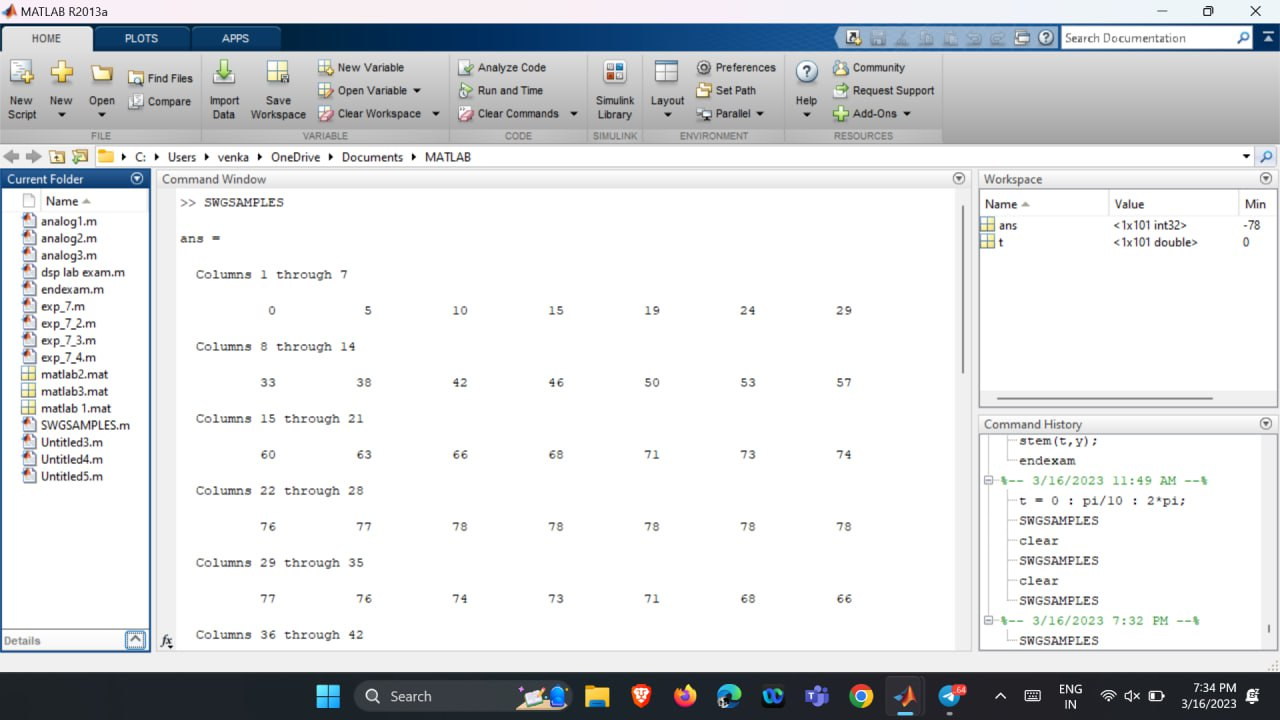 MATLAB R2013a
HOME PLOTS APPS
Search Documentation
New Script
New
Open
Find Files
Compare
FILE
Import Data
Save Workspace
New Variable
Open Variable
Clear Workspace
VARIABLE
Analyze Code
Run and Time
Clear Commands
CODE
Simulink Library
SIMULINK
Layout
Preferences
Set Path
Parallel
ENVIRONMENT
Help
Community
Request Support
Add-Ons
RESOURCES
C: Users venka OneDrive Documents MATLAB
Current Folder
Name
analog1.m
analog2.m
analog3.m
dsp lab exam.m
endexam.m
exp_7.m
exp_7_2.m
exp_7_3.m
exp_7_4.m
matlab2.mat
matlab3.mat
matlab 1.mat
SWGSAMPLES.m
Untitled3.m
Untitled4.m
Untitled5.m
Details
Command Window
>> SWGSAMPLES
ans =
Columns 1 through 7
0 5 10 15 19 24 29
Columns 8 through 14
33 38 42 46 50 53 57
Columns 15 through 21
60 63 66 68 71 73 74
Columns 22 through 28
76 77 78 78 78 78 78
Columns 29 through 35
77 76 74 73 71 68 66
Columns 36 through 42
fx
Workspace
Name Value Min
ans <1x101 int32> -78
t <1x101 double> 0
Command History
stem(t,y);
endexam
%-- 3/16/2023 11:49 AM --%
t = 0 : pi/10 : 2*pi;
SWGSAMPLES
clear
SWGSAMPLES
clear
SWGSAMPLES
%-- 3/16/2023 7:32 PM --%
SWGSAMPLES
Search
64
ENG
IN
7:34 PM
3/16/2023